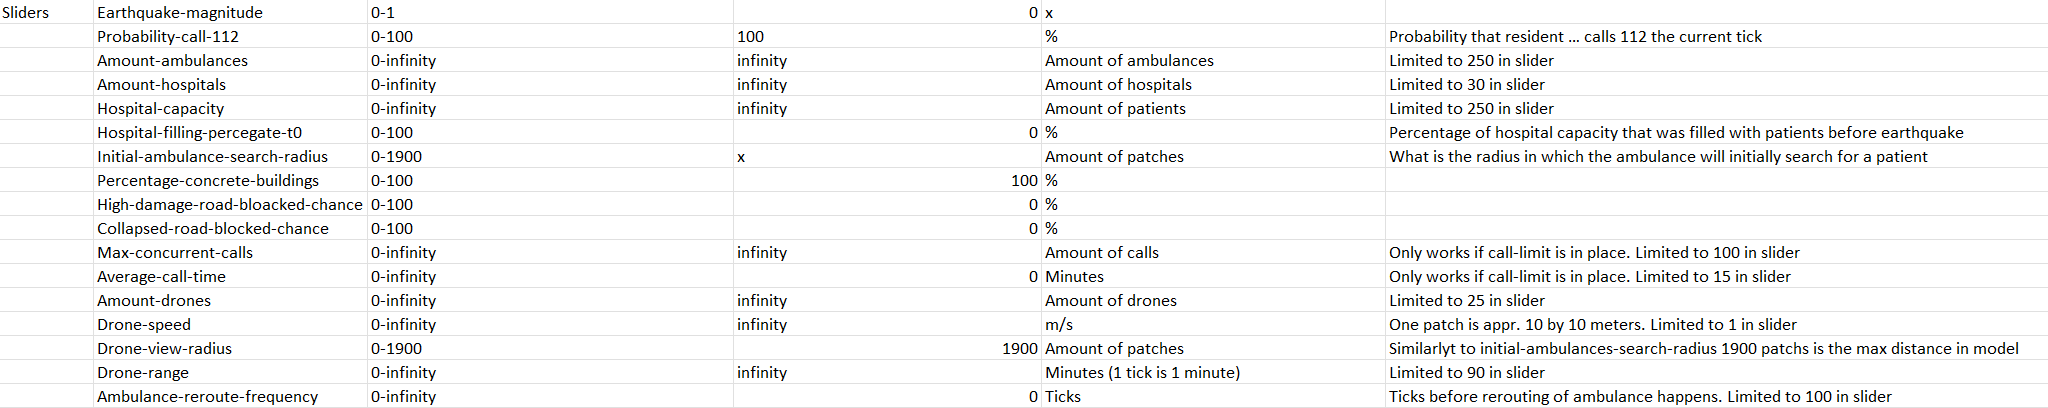 Sliders Earthquake-magnitude 0-1 0 x
Probability-call-112 0-100 100 % Probability that resident ... calls 112 the current tick
Amount-ambulances 0-infinity infinity Amount of ambulances Limited to 250 in slider
Amount-hospitals 0-infinity infinity Amount of hospitals Limited to 30 in slider
Hospital-capacity 0-infinity infinity Amount of patients Limited to 250 in slider
Hospital-filling-percegate-t0 0-100 0 % Percentage of hospital capacity that was filled with patients before earthquake
Initial-ambulance-search-radius 0-1900 x Amount of patches What is the radius in which the ambulance will initially search for a patient
Percentage-concrete-buildings 0-100 100 %
High-damage-road-bloacked-chance 0-100 0 %
Collapsed-road-blocked-chance 0-100 0 %
Max-concurrent-calls 0-infinity infinity Amount of calls Only works if call-limit is in place. Limited to 100 in slider
Average-call-time 0-infinity 0 Minutes Only works if call-limit is in place. Limited to 15 in slider
Amount-drones 0-infinity infinity Amount of drones Limited to 25 in slider
Drone-speed 0-infinity infinity m/s One patch is appr. 10 by 10 meters. Limited to 1 in slider
Drone-view-radius 0-1900 1900 Amount of patches Similarlyt to initial-ambulances-search-radius 1900 patchs is the max distance in model
Drone-range 0-infinity infinity Minutes (1 tick is 1 minute) Limited to 90 in slider
Ambulance-reroute-frequency 0-infinity 0 Ticks Ticks before rerouting of ambulance happens. Limited to 100 in slider